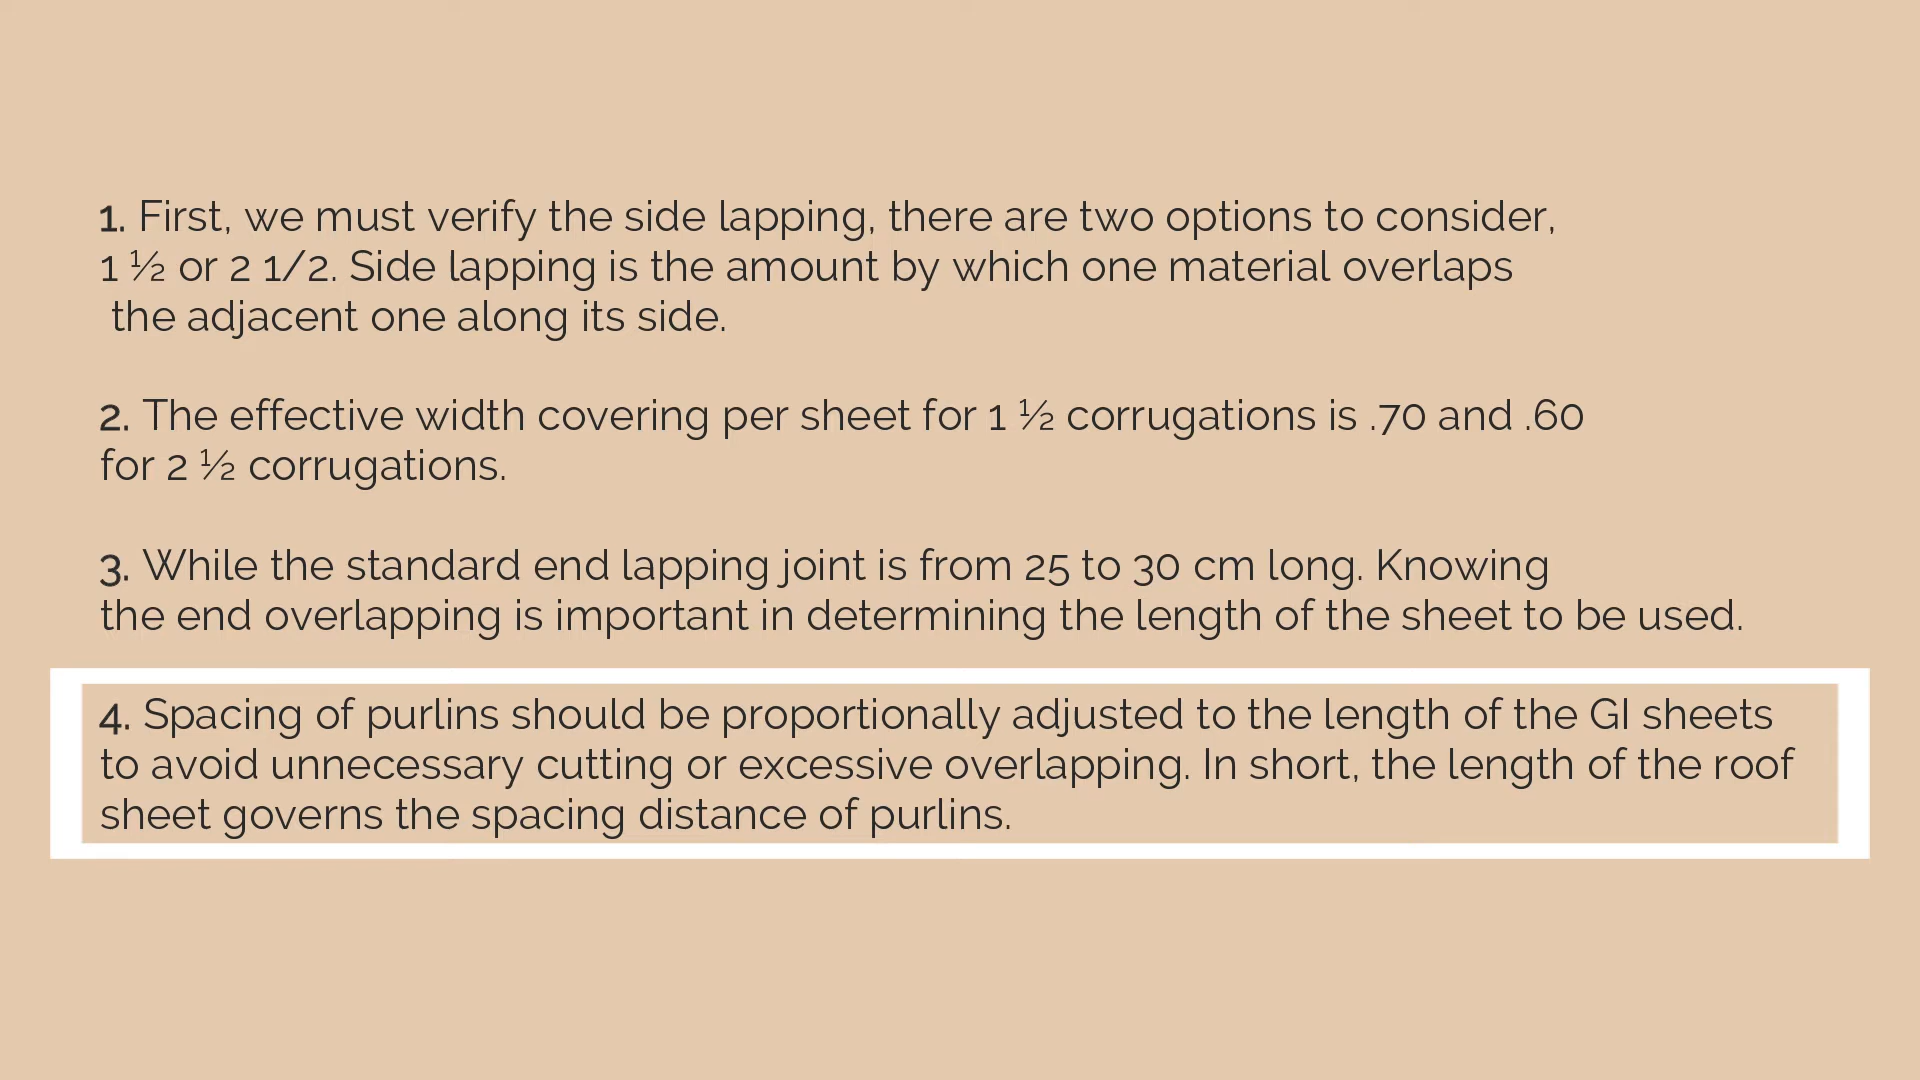 1. First, we must verify the side lapping, there are two options to consider,
1 ½ or 2 1/2. Side lapping is the amount by which one material overlaps
the adjacent one along its side.
2. The effective width covering per sheet for 1 ½ corrugations is .70 and .60
for 2 ½ corrugations.
3. While the standard end lapping joint is from 25 to 30 cm long. Knowing
the end overlapping is important in determining the length of the sheet to be used.
4. Spacing of purlins should be proportionally adjusted to the length of the GI sheets
to avoid unnecessary cutting or excessive overlapping. In short, the length of the roof
sheet governs the spacing distance of purlins.